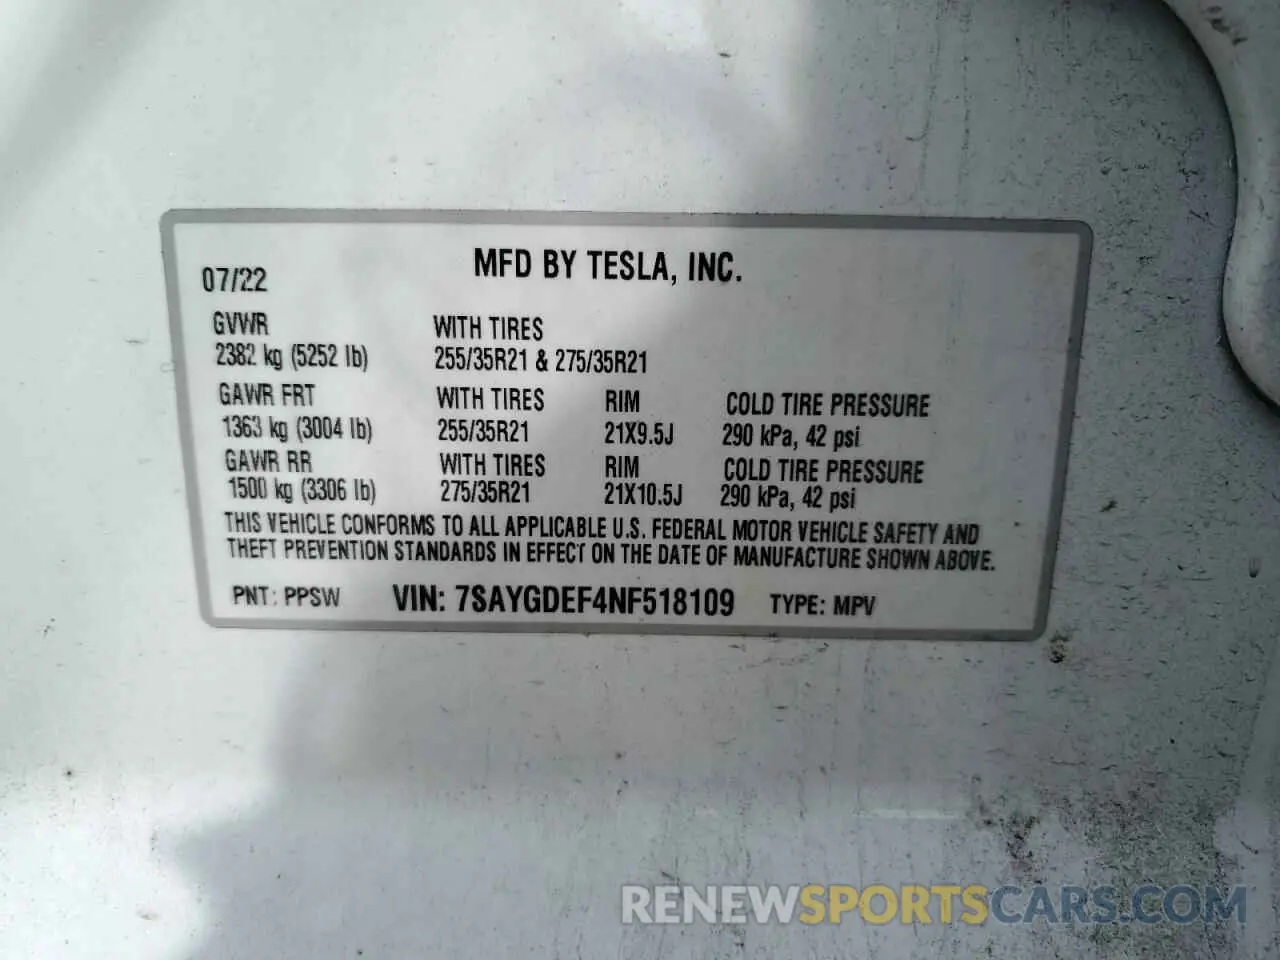 MFD BY TESLA, INC.
07/22
GVWR WITH TIRES
2382 kg (5252 lb) 255/35R21 & 275/35R21
GAWR FRT WITH TIRES RIM COLD TIRE PRESSURE
1363 kg (3004 lb) 255/35R21 21X9.5J 290 kPa, 42 psi
GAWR RR WITH TIRES RIM COLD TIRE PRESSURE
1500 kg (3306 lb) 275/35R21 21X10.5J 290 kPa, 42 psi
THIS VEHICLE CONFORMS TO ALL APPLICABLE U.S. FEDERAL MOTOR VEHICLE SAFETY AND
THEFT PREVENTION STANDARDS IN EFFECT ON THE DATE OF MANUFACTURE SHOWN ABOVE.
PNT: PPSW VIN: 7SAYGDEF4NF518109 TYPE: MPV
RENEWSPORTSCARS.COM